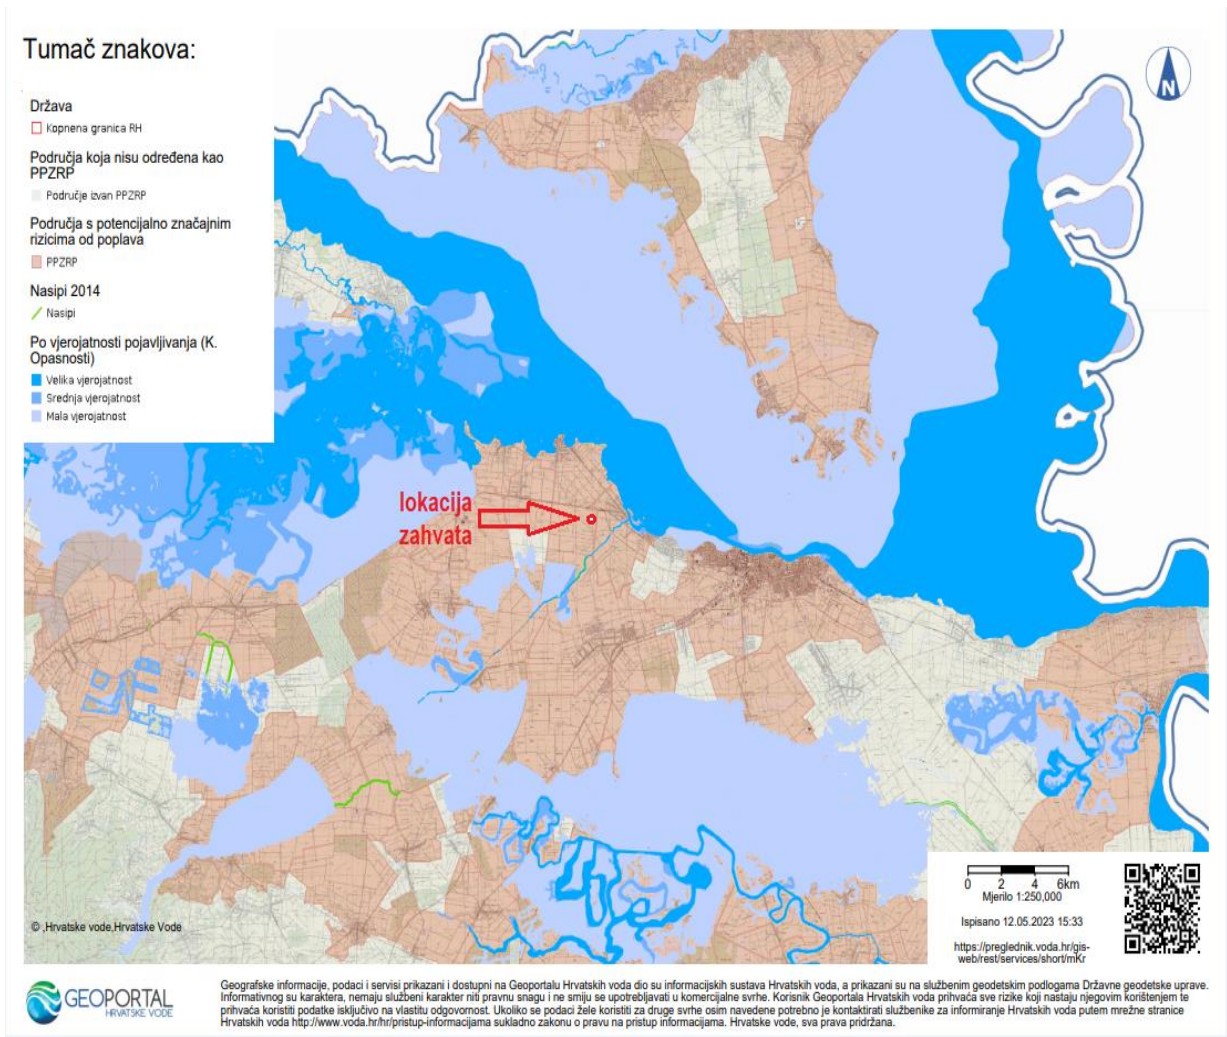 Tumač znakova:
Država
Kopnena granica RH
Područja koja nisu određena kao
PPZRP
Područje izvan PPZRP
Područja s potencijalno značajnim
rizicima od poplava
PPZRP
Nasipi 2014
Nasipi
Po vjerojatnosti pojavljivanja (K.
Opasnosti)
Velika vjerojatnost
Srednja vjerojatnost
Mala vjerojatnost
N
lokacija
zahvata
0 2 4 6km
Mjerilo 1:250,000
Ispisano 12.05.2023 15:33
https://preglednik.voda.hr/gis-
web/rest/services/short/mKr
© ,Hrvatske vode,Hrvatske Vode
GEOPORTAL
HRVATSKE VODE
Geografske informacije, podaci i servisi prikazani i dostupni na Geoportalu Hrvatskih voda dio su informacijskih sustava Hrvatskih voda, a prikazani su na službenim geodetskim podlogama Državne geodetske uprave.
Informativnog su karaktera, nemaju službeni karakter niti pravnu snagu i ne smiju se upotrebljavati u komercijalne svrhe. Korisnik Geoportala Hrvatskih voda prihvaća sve rizike koji nastaju njegovim korištenjem te
prihvaća koristiti podatke isključivo na vlastitu odgovornost. Ukoliko se podaci žele koristiti za druge svrhe osim navedene potrebno je kontaktirati službenike za informiranje Hrvatskih voda putem mrežne stranice
Hrvatskih voda http://www.voda.hr/hr/pristup-informacijama sukladno zakonu o pravu na pristup informacijama. Hrvatske vode, sva prava pridržana.